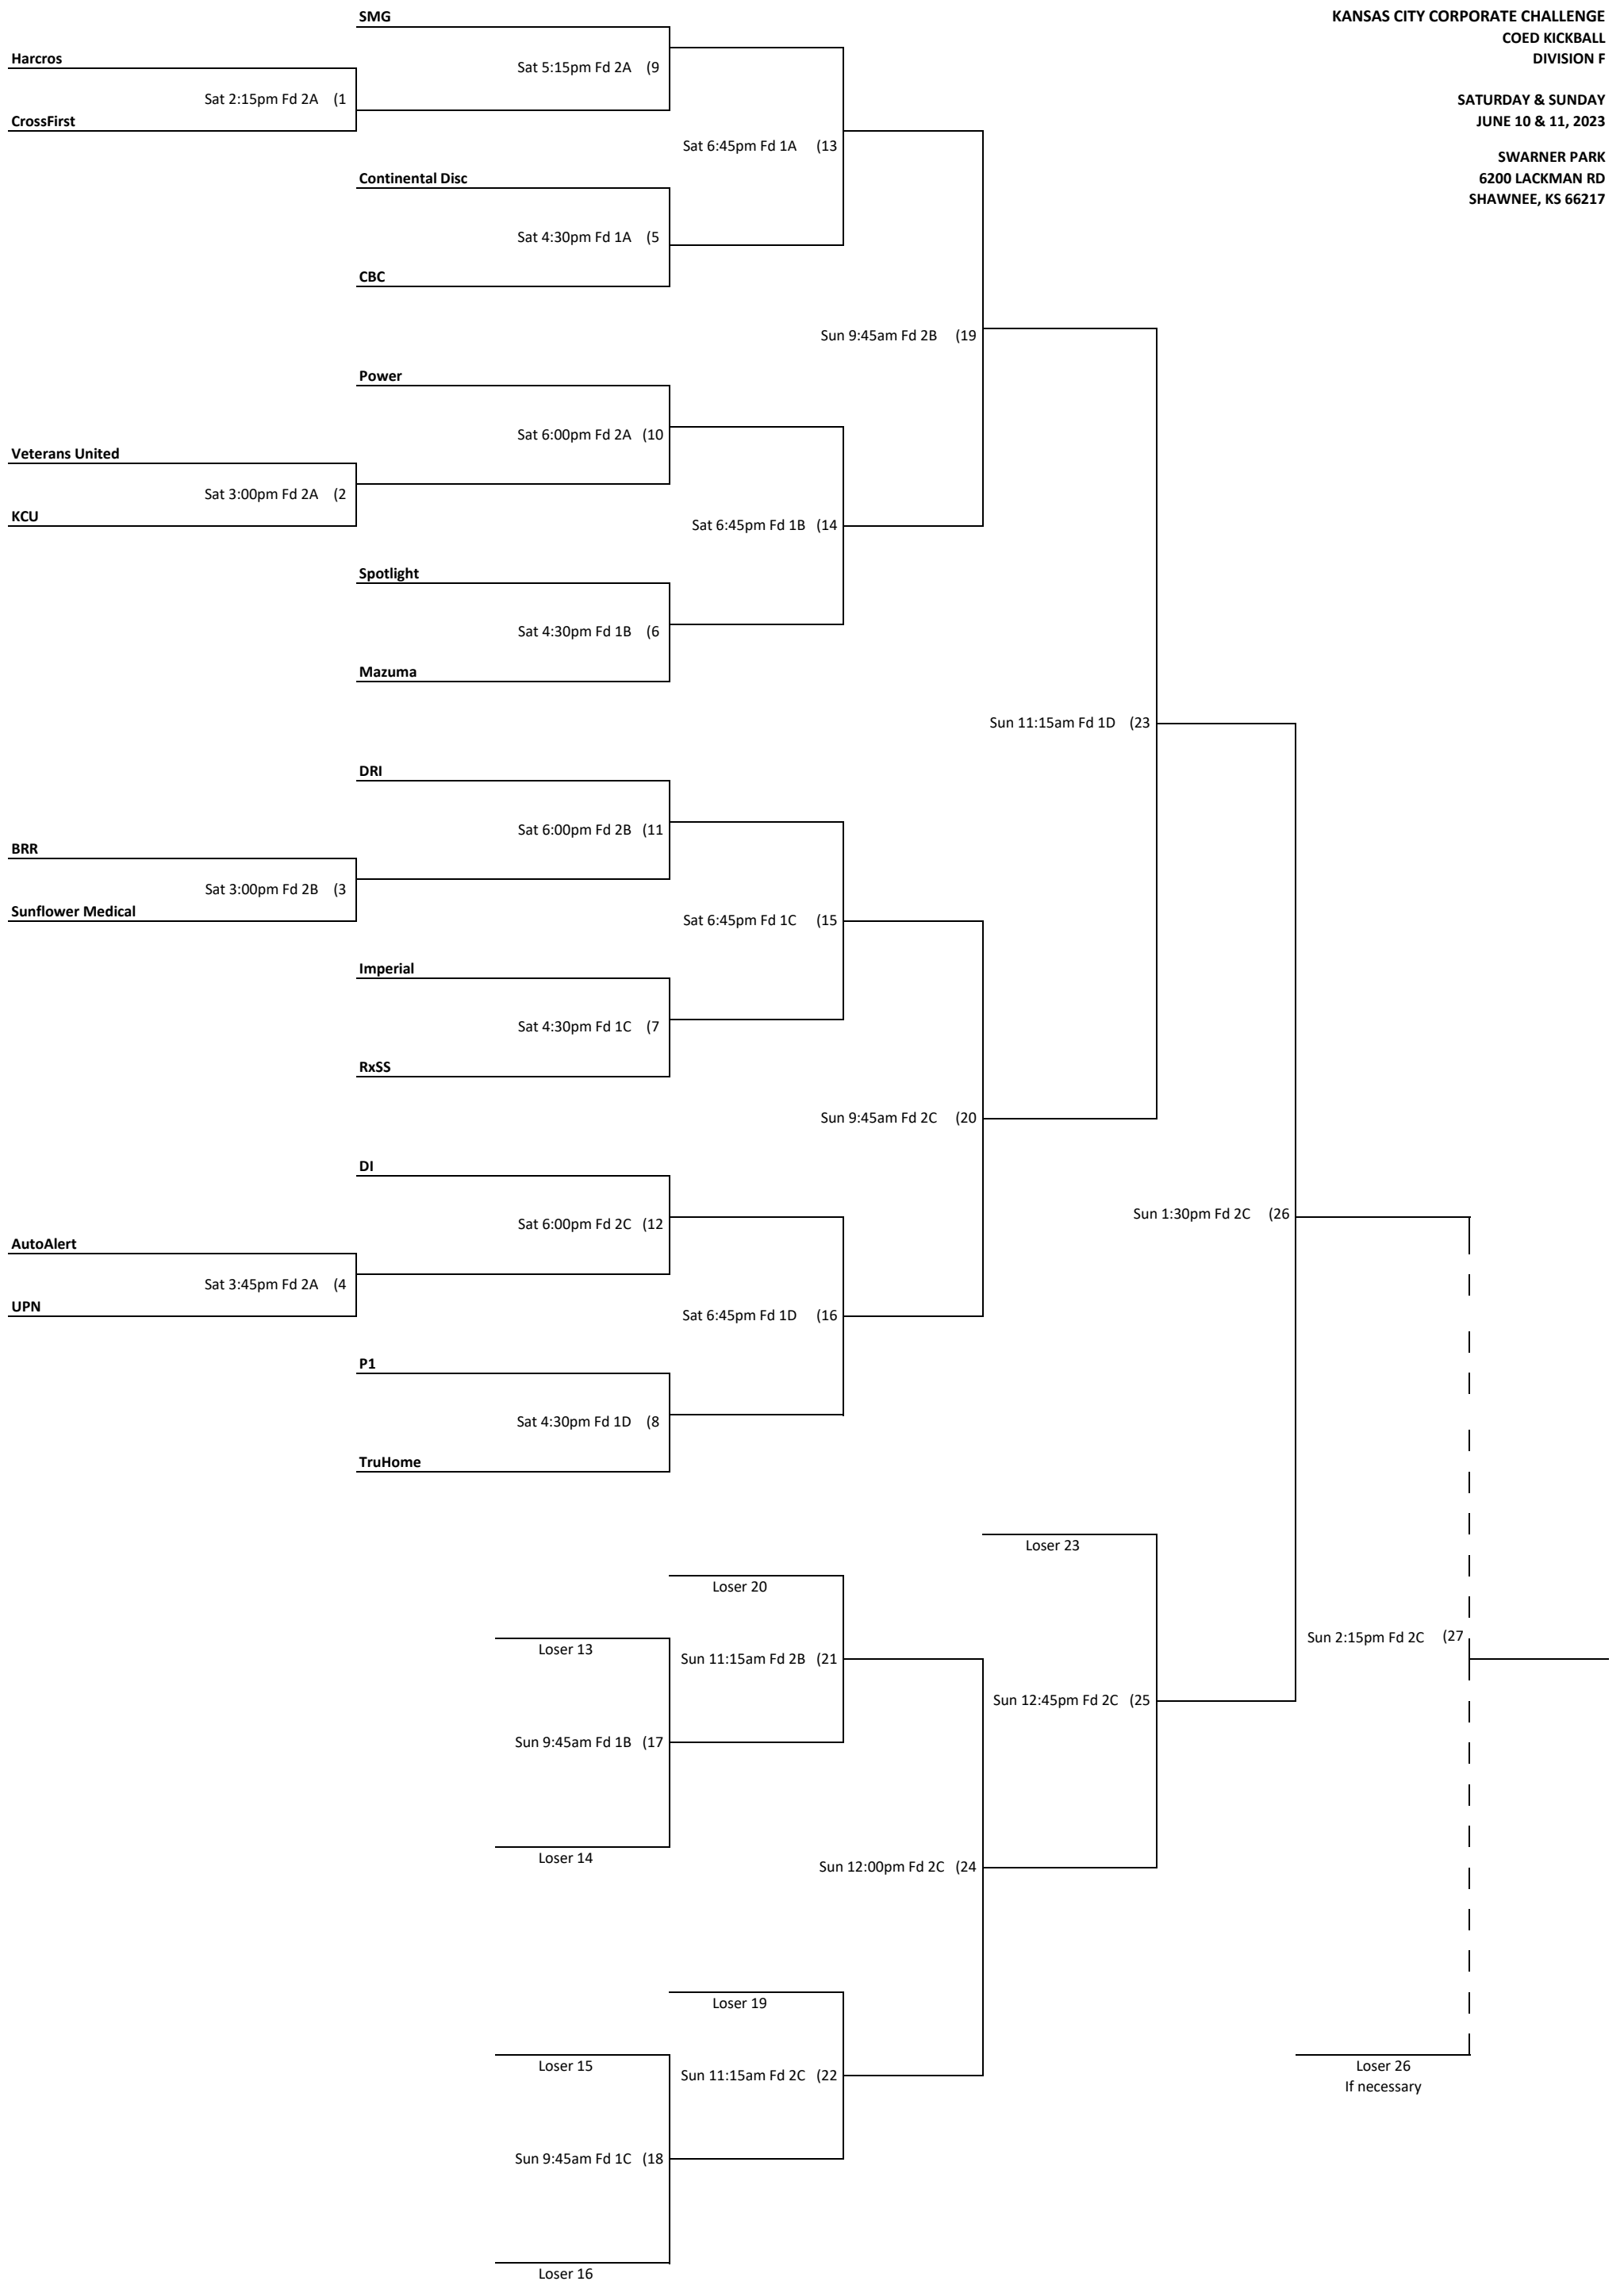 SMG
KANSAS CITY CORPORATE CHALLENGE
COED KICKBALL
DIVISION F
Harcros
Sat 5:15pm Fd 2A (9
Sat 2:15pm Fd 2A (1
SATURDAY & SUNDAY
JUNE 10 & 11, 2023
CrossFirst
Sat 6:45pm Fd 1A (13
SWARNER PARK
6200 LACKMAN RD
SHAWNEE, KS 66217
Continental Disc
Sat 4:30pm Fd 1A (5
CBC
Sun 9:45am Fd 2B (19
Power
Sat 6:00pm Fd 2A (10
Veterans United
Sat 3:00pm Fd 2A (2
KCU
Sat 6:45pm Fd 1B (14
Spotlight
Sat 4:30pm Fd 1B (6
Mazuma
Sun 11:15am Fd 1D (23
DRI
Sat 6:00pm Fd 2B (11
BRR
Sat 3:00pm Fd 2B (3
Sunflower Medical
Sat 6:45pm Fd 1C (15
Imperial
Sat 4:30pm Fd 1C (7
RxSS
Sun 9:45am Fd 2C (20
DI
Sat 6:00pm Fd 2C (12
Sun 1:30pm Fd 2C (26
AutoAlert
Sat 3:45pm Fd 2A (4
UPN
Sat 6:45pm Fd 1D (16
P1
Sat 4:30pm Fd 1D (8
TruHome
Loser 23
Loser 20
Sun 2:15pm Fd 2C (27
Loser 13
Sun 11:15am Fd 2B (21
Sun 12:45pm Fd 2C (25
Sun 9:45am Fd 1B (17
Loser 14
Sun 12:00pm Fd 2C (24
Loser 19
Loser 15
Sun 11:15am Fd 2C (22
Loser 26
If necessary
Sun 9:45am Fd 1C (18
Loser 16